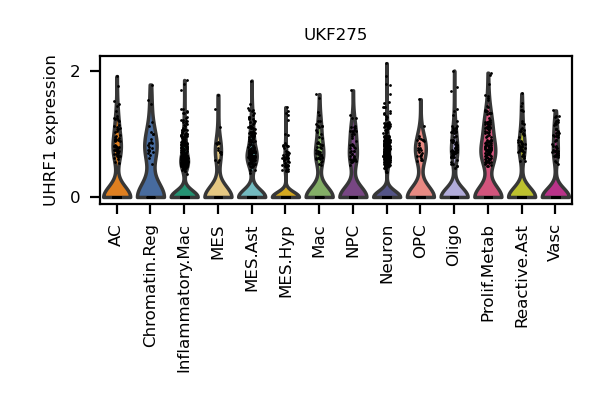 UKF275
UHRF1 expression
2
0
AC
Chromatin.Reg
Inflammatory.Mac
MES
MES.Ast
MES.Hyp
Mac
NPC
Neuron
OPC
Oligo
Prolif.Metab
Reactive.Ast
Vasc